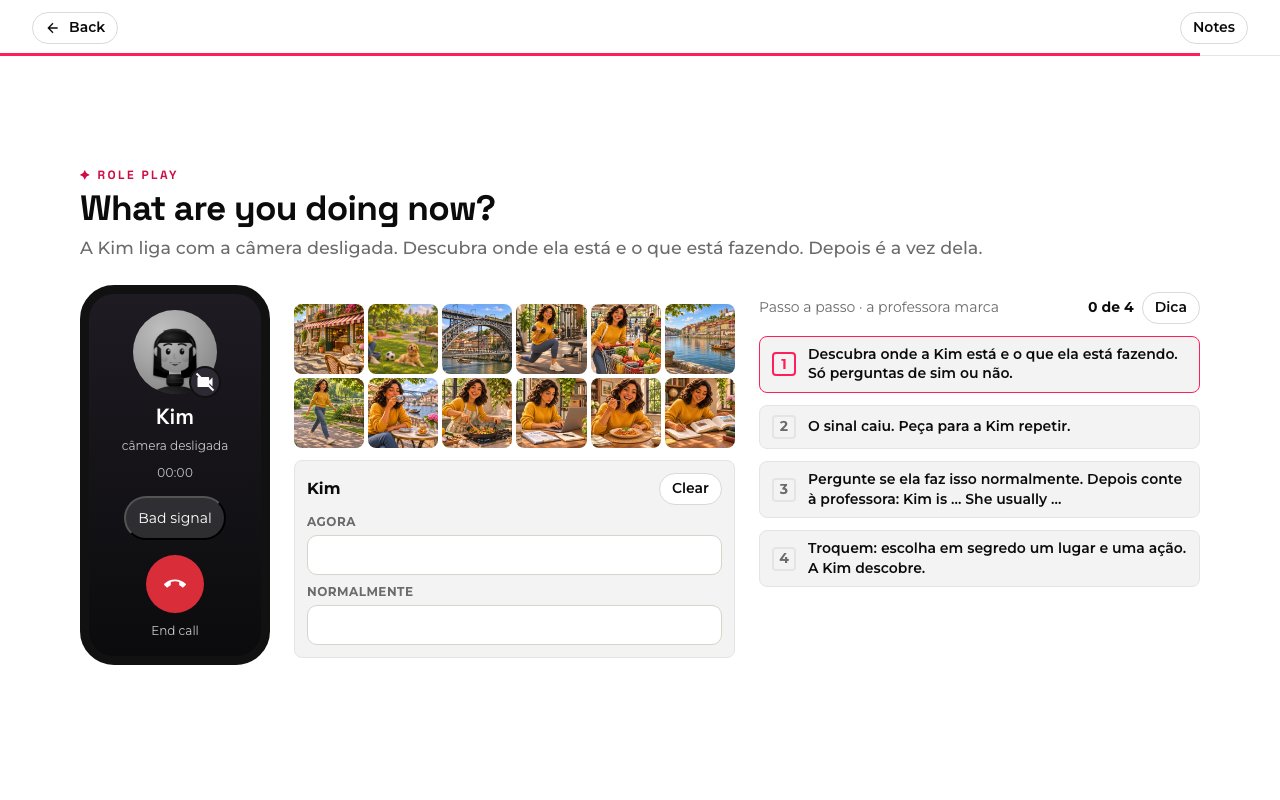 Back
Notes
ROLE PLAY
What are you doing now?
A Kim liga com a câmera desligada. Descubra onde ela está e o que está fazendo. Depois é a vez dela.
Kim
câmera desligada
00:00
Bad signal
End call
Kim
Clear
AGORA
NORMALMENTE
Passo a passo · a professora marca
0 de 4
Dica
1
Descubra onde a Kim está e o que ela está fazendo.
Só perguntas de sim ou não.
2
O sinal caiu. Peça para a Kim repetir.
3
Pergunte se ela faz isso normalmente. Depois conte
à professora: Kim is ... She usually ...
4
Troquem: escolha em segredo um lugar e uma ação.
A Kim descobre.